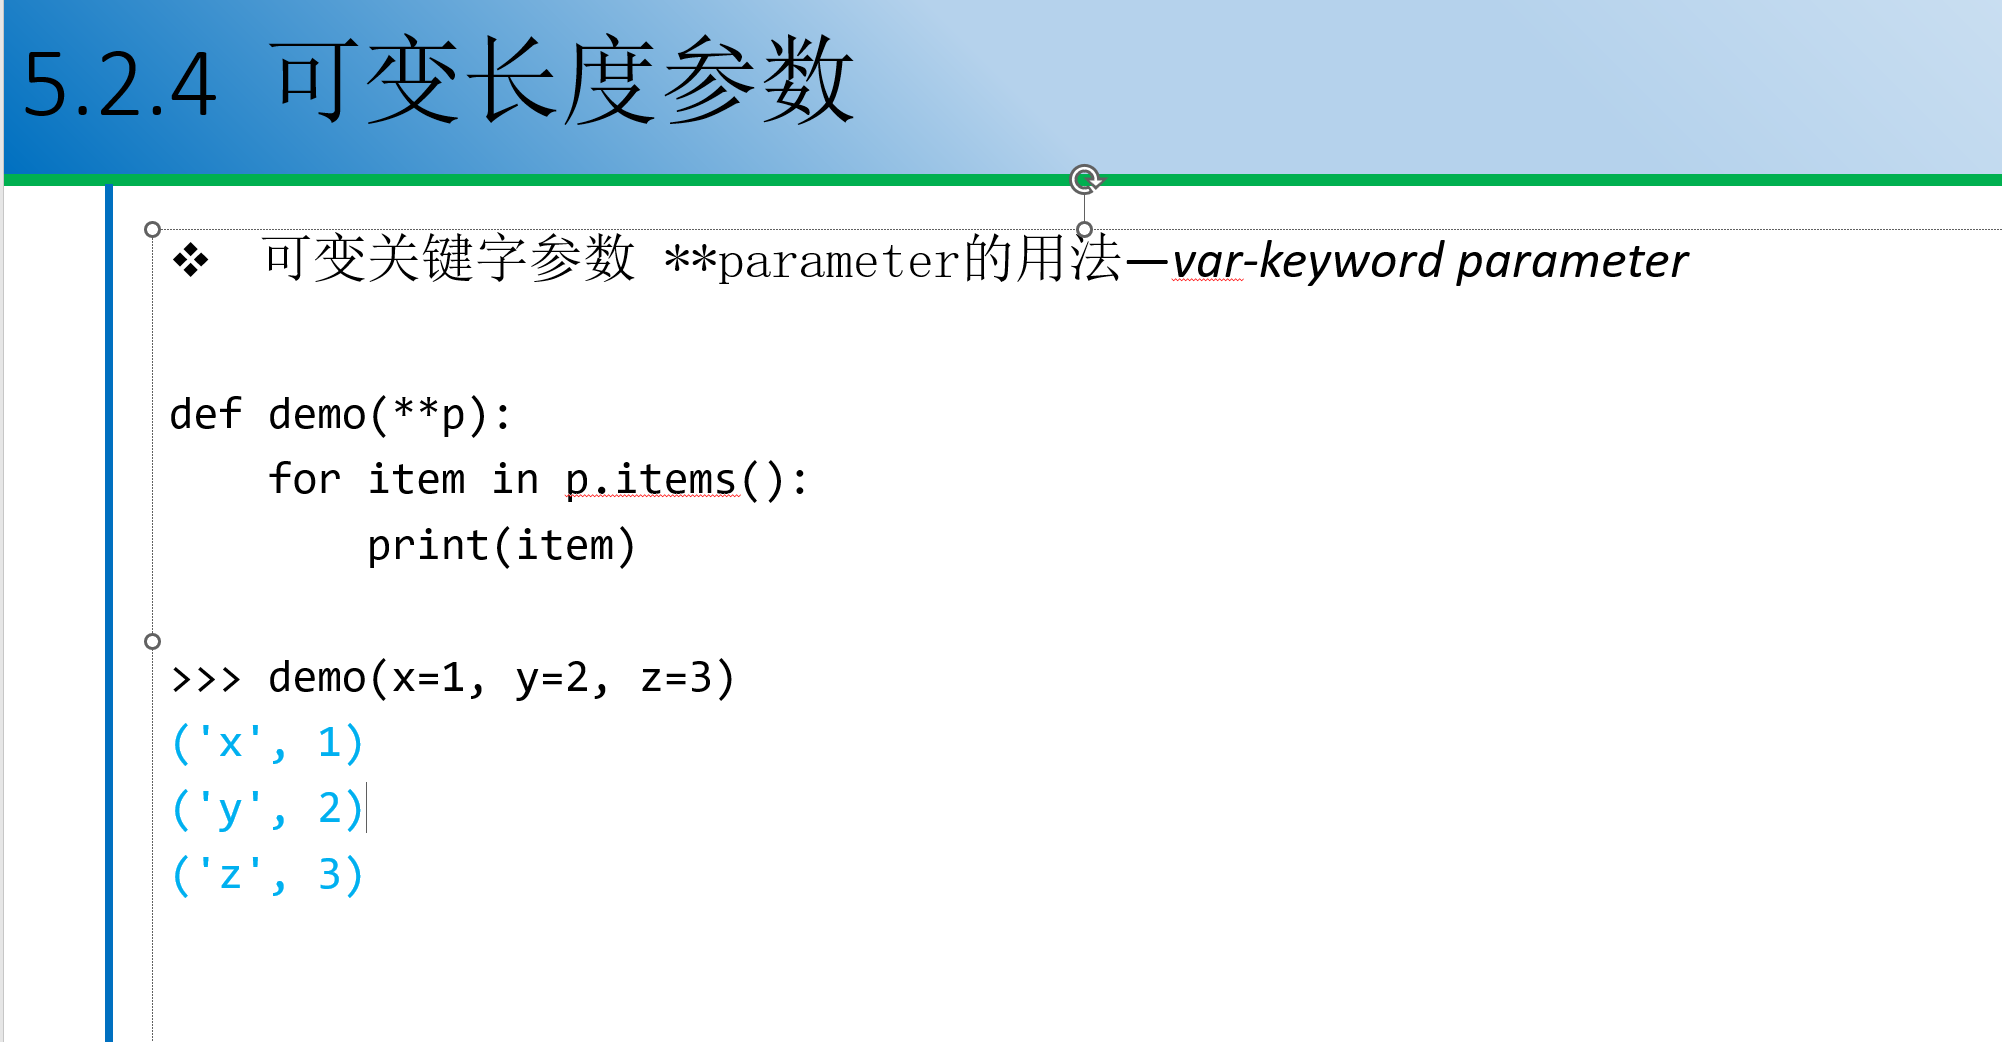 5.2.4 可变长度参数
❖ 可变关键字参数 **parameter的用法—var-keyword parameter
def demo(**p):
    for item in p.items():
        print(item)
>>> demo(x=1, y=2, z=3)
('x', 1)
('y', 2)
('z', 3)